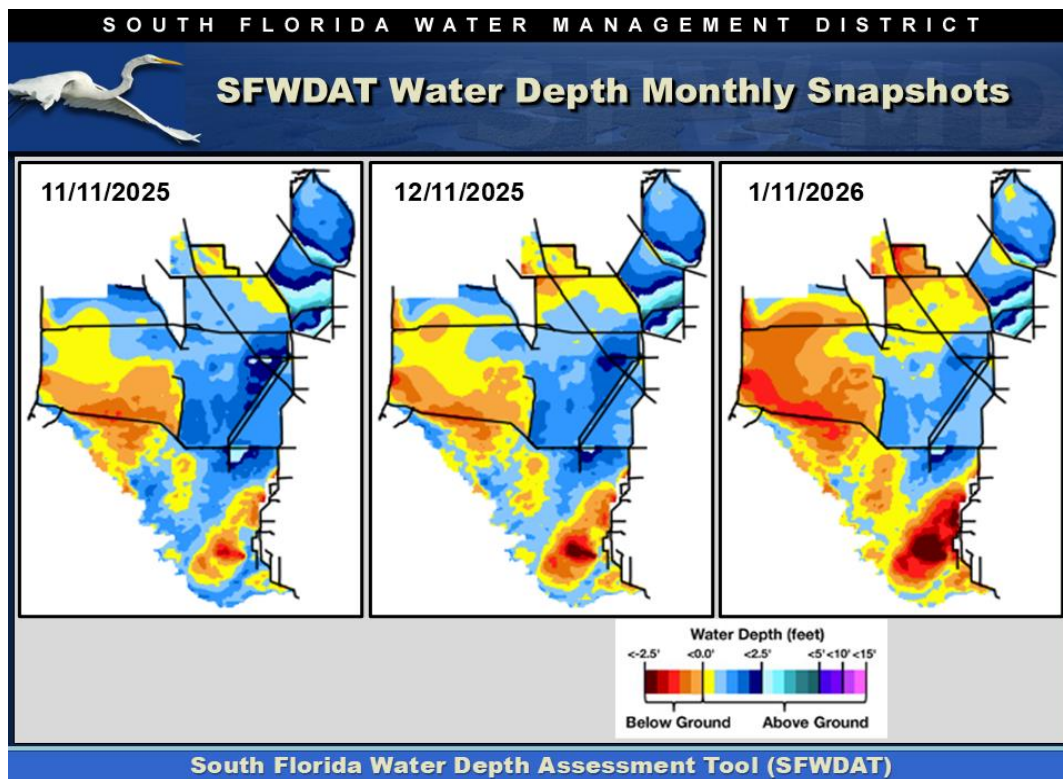 SOUTH FLORIDA WATER MANAGEMENT DISTRICT
SFWDAT Water Depth Monthly Snapshots
11/11/2025
12/11/2025
1/11/2026
Water Depth (feet)
<-2.5' <0.0' <2.5' <5' <10' <15'
Below Ground Above Ground
South Florida Water Depth Assessment Tool (SFWDAT)